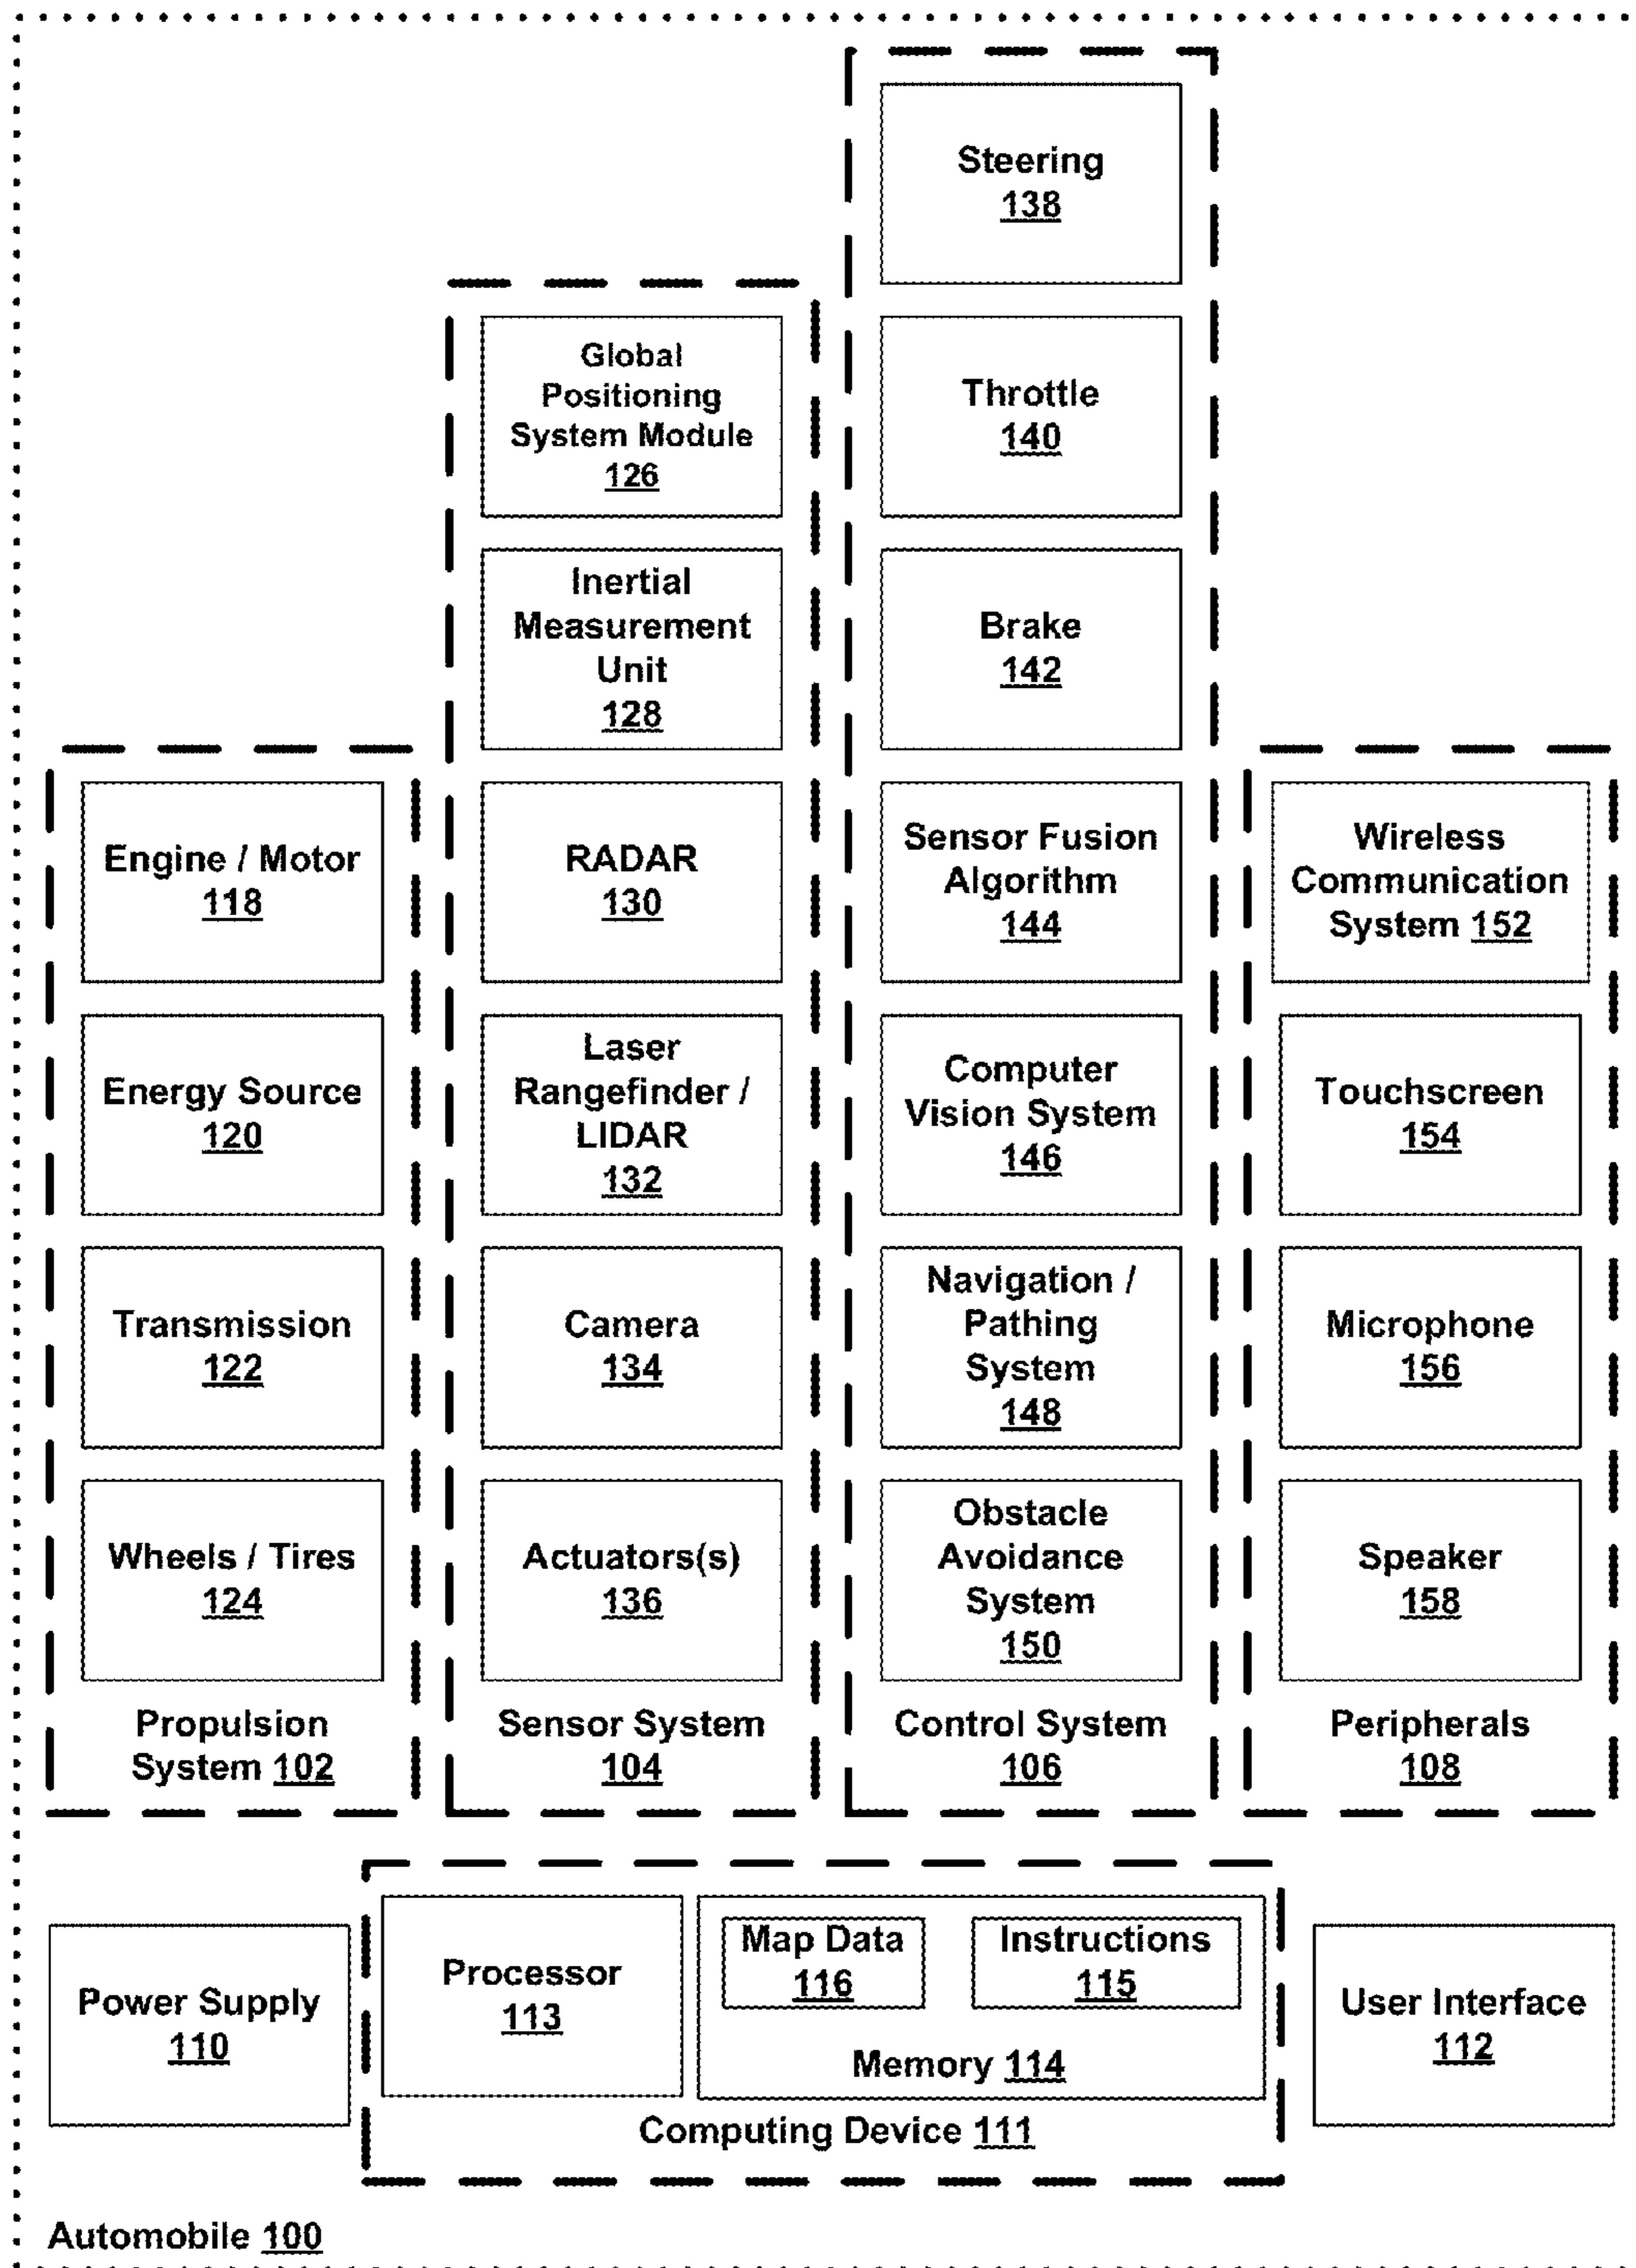 Steering
138
Global
Positioning
System Module
126
Throttle
140
Inertial
Measurement
Unit
128
Brake
142
Engine / Motor
118
RADAR
130
Sensor Fusion
Algorithm
144
Wireless
Communication
System 152
Energy Source
120
Laser
Rangefinder /
LIDAR
132
Computer
Vision System
146
Touchscreen
154
Transmission
122
Camera
134
Navigation /
Pathing
System
148
Microphone
156
Wheels / Tires
124
Actuators(s)
136
Obstacle
Avoidance
System
150
Speaker
158
Propulsion
System 102
Sensor System
104
Control System
106
Peripherals
108
Power Supply
110
Processor
113
Map Data
116
Instructions
115
Memory 114
Computing Device 111
User Interface
112
Automobile 100